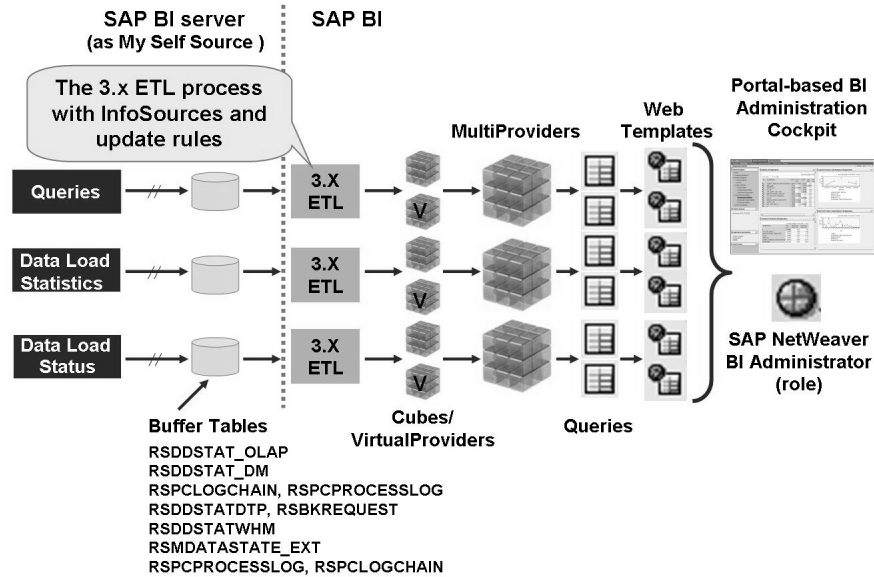 SAP BI server
(as My Self Source )
SAP BI
The 3.x ETL process
with InfoSources and
update rules
Portal-based BI
Administration
Cockpit
MultiProviders
Web
Templates
Queries
3.X
ETL
V
Data Load
Statistics
3.X
ETL
V
SAP NetWeaver
BI Administrator
(role)
Data Load
Status
3.X
ETL
V
Buffer Tables
Cubes/
VirtualProviders
Queries
RSDDSTAT_OLAP
RSDDSTAT_DM
RSPCLOGCHAIN, RSPCPROCESSLOG
RSDDSTATDTP, RSBKREQUEST
RSDDSTATWHM
RSMDATASTATE_EXT
RSPCPROCESSLOG, RSPCLOGCHAIN